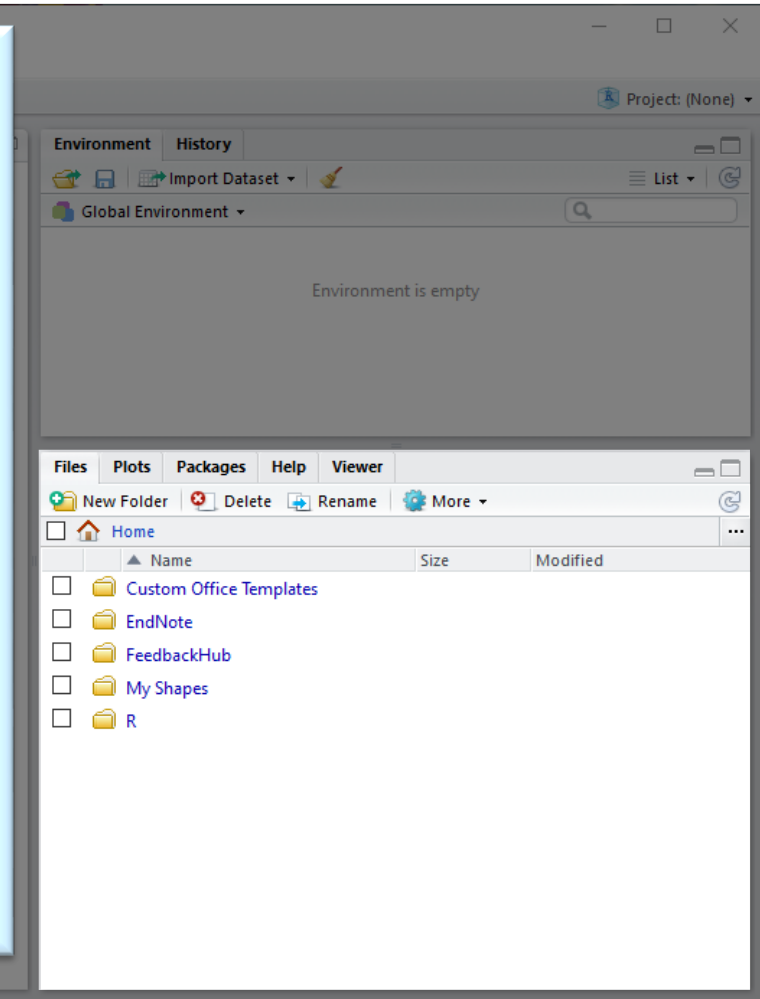 Project: (None)
Environment History
Import Dataset List
Global Environment
Environment is empty
Files Plots Packages Help Viewer
New Folder Delete Rename More
Home ...
Name Size Modified
Custom Office Templates
EndNote
FeedbackHub
My Shapes
R